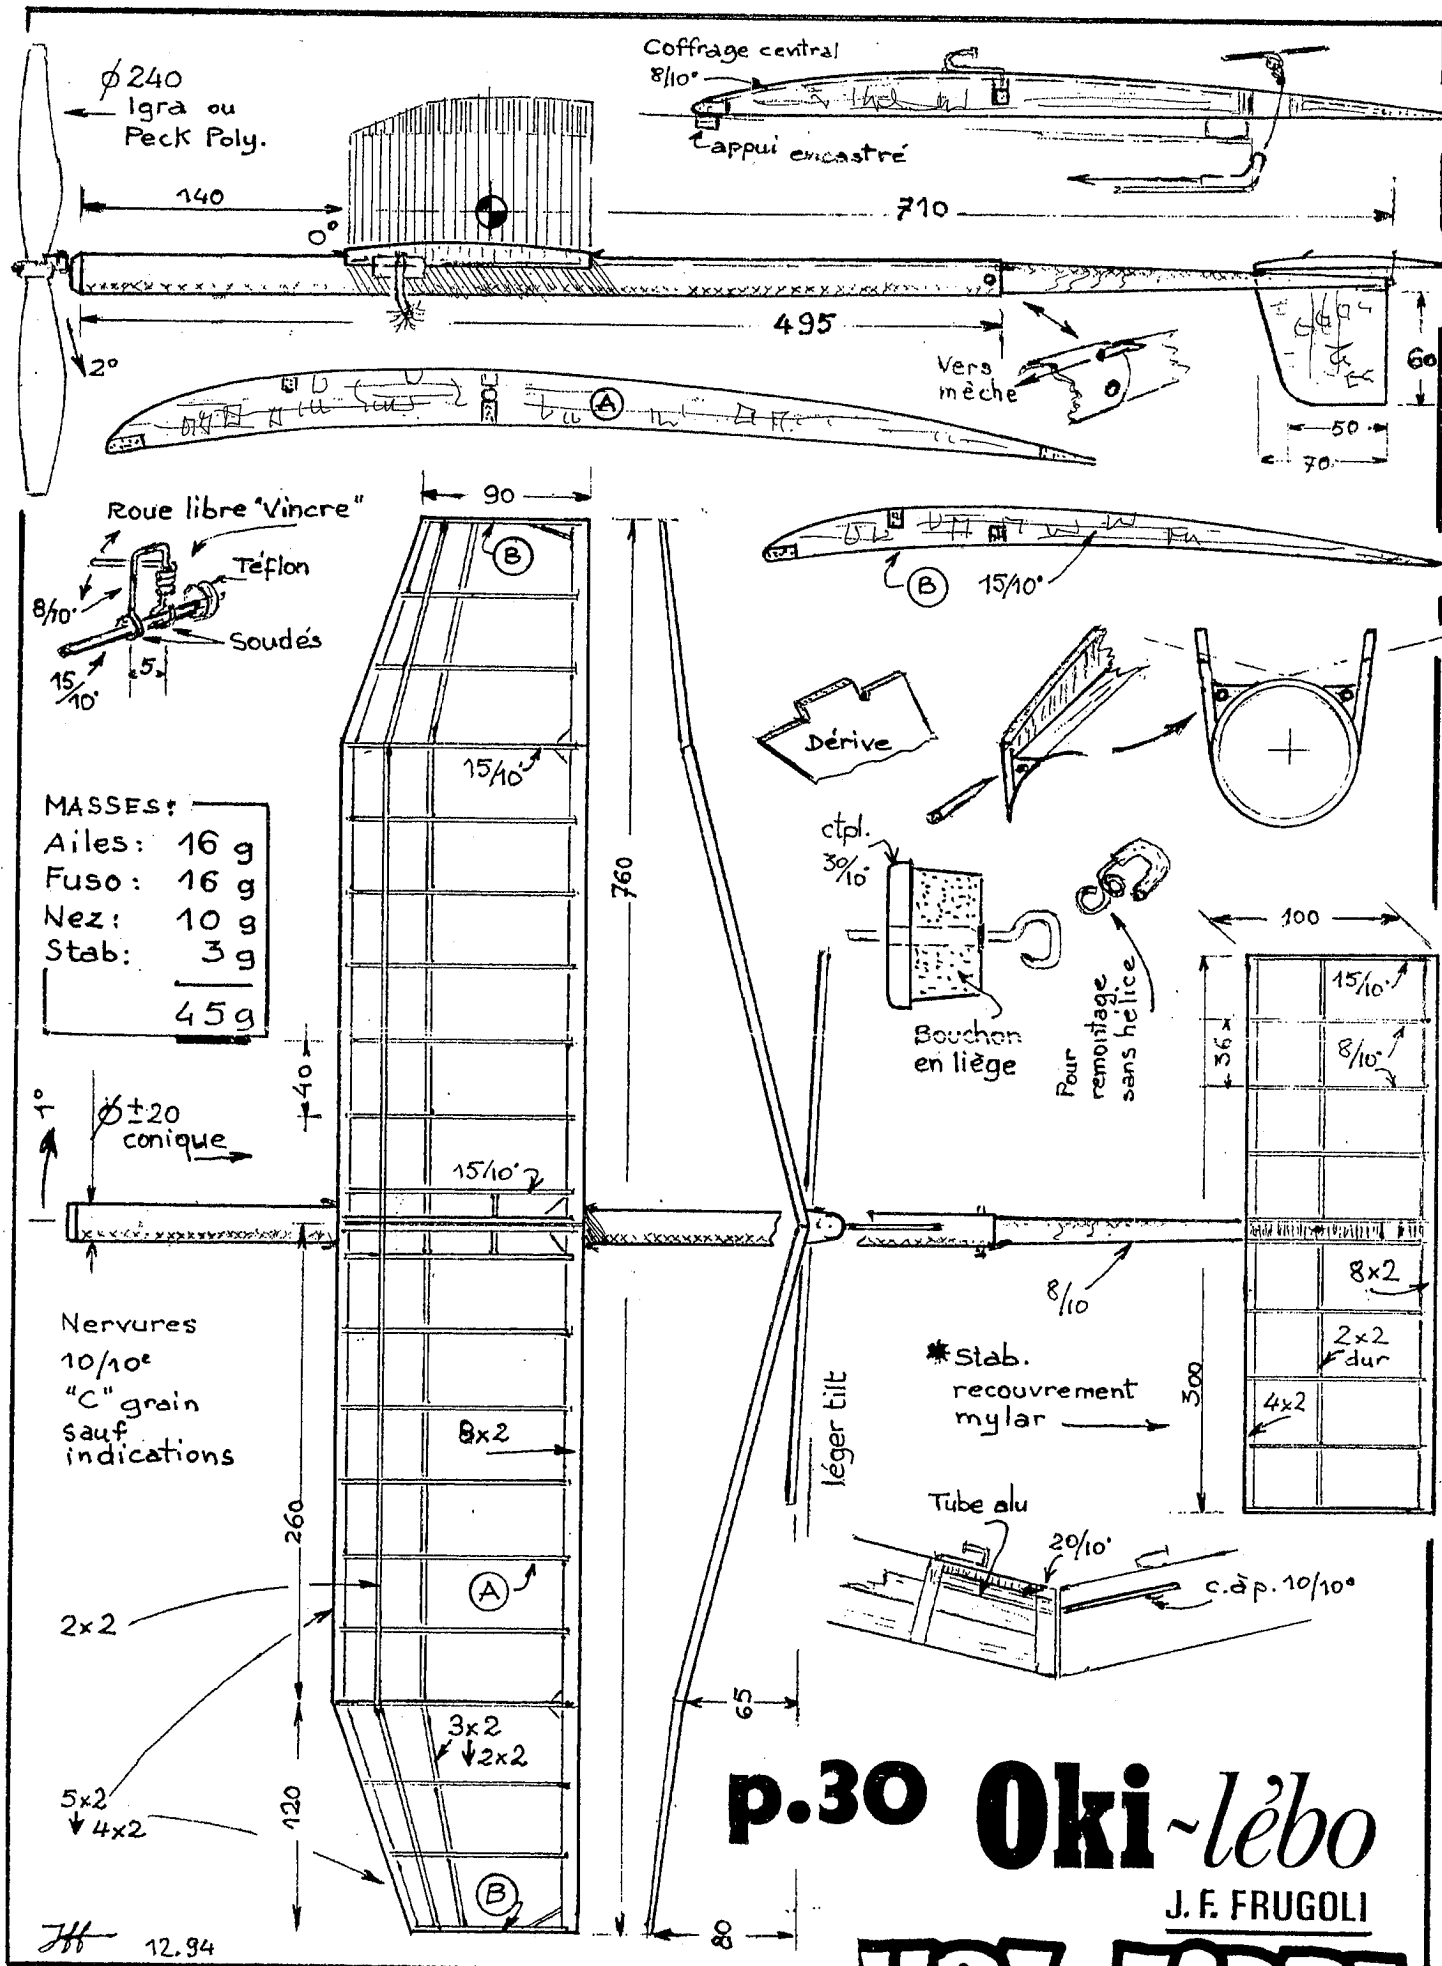 ø 240
Igra ou
Peck Poly.
Coffrage central
8/10°
appui encastré
140
0°
710
495
2°
Vers
mèche
60
50
70
A
Roue libre "Vincre"
Téflon
8/10°
Soudés
15/10°
5
90
B
B
15/10°
15/10°
Dérive
MASSES:
Ailes: 16 g
Fuso: 16 g
Nez: 10 g
Stab: 3 g
45g
760
ctpl.
30/10°
Bouchon
en liège
Pour
remontage
sans hélice
100
15/10°
36
8/10°
40
1°
ø ±20
conique
15/10°
8/10
8x2
2x2
dur
4x2
300
Nervures
10/10e
"C" grain
sauf
indications
8x2
* Stab.
recouvrement
mylar
léger tilt
260
A
2x2
Tube alu
20/10°
c.à p. 10/10°
65
3x2
2x2
5x2
4x2
120
B
80
p.30 Oki~lébo
J.F. FRUGOLI
12.94